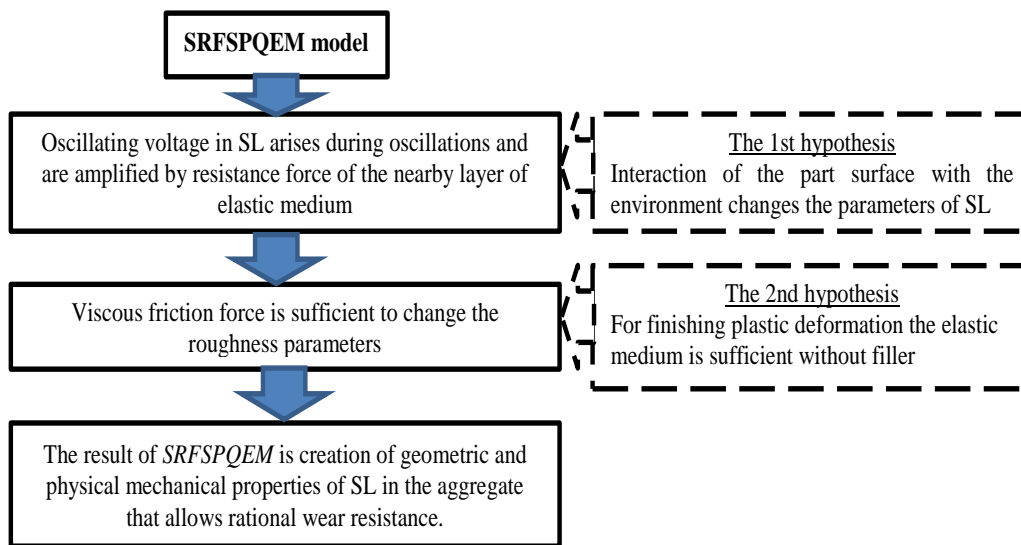 SRFSPQEM model
Oscillating voltage in SL arises during oscillations and
are amplified by resistance force of the nearby layer of
elastic medium
The 1st hypothesis
Interaction of the part surface with the
environment changes the parameters of SL
Viscous friction force is sufficient to change the
roughness parameters
The 2nd hypothesis
For finishing plastic deformation the elastic
medium is sufficient without filler
The result of SRFSPQEM is creation of geometric and
physical mechanical properties of SL in the aggregate
that allows rational wear resistance.